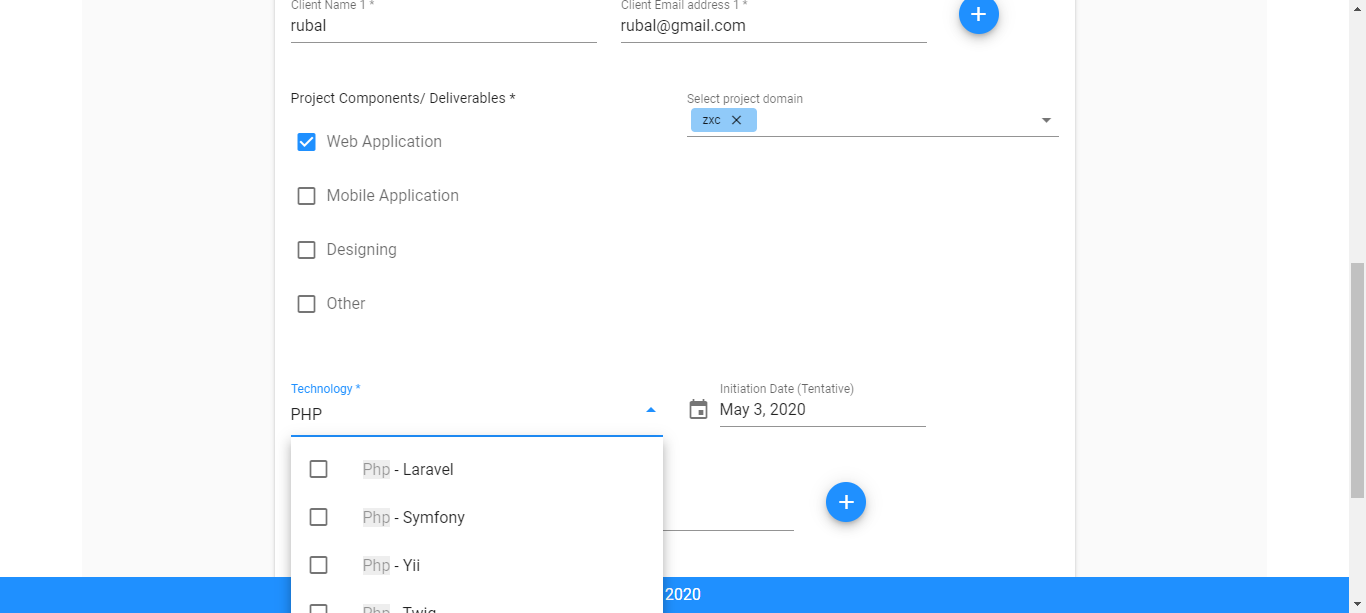 Client Name 1 *
Client Email address 1 *
rubal
rubal@gmail.com
Project Components/ Deliverables *
Select project domain
zxc
Web Application
Mobile Application
Designing
Other
Technology *
Initiation Date (Tentative)
PHP
May 3, 2020
Php - Laravel
Php - Symfony
Php - Yii
Php - Twig
2020